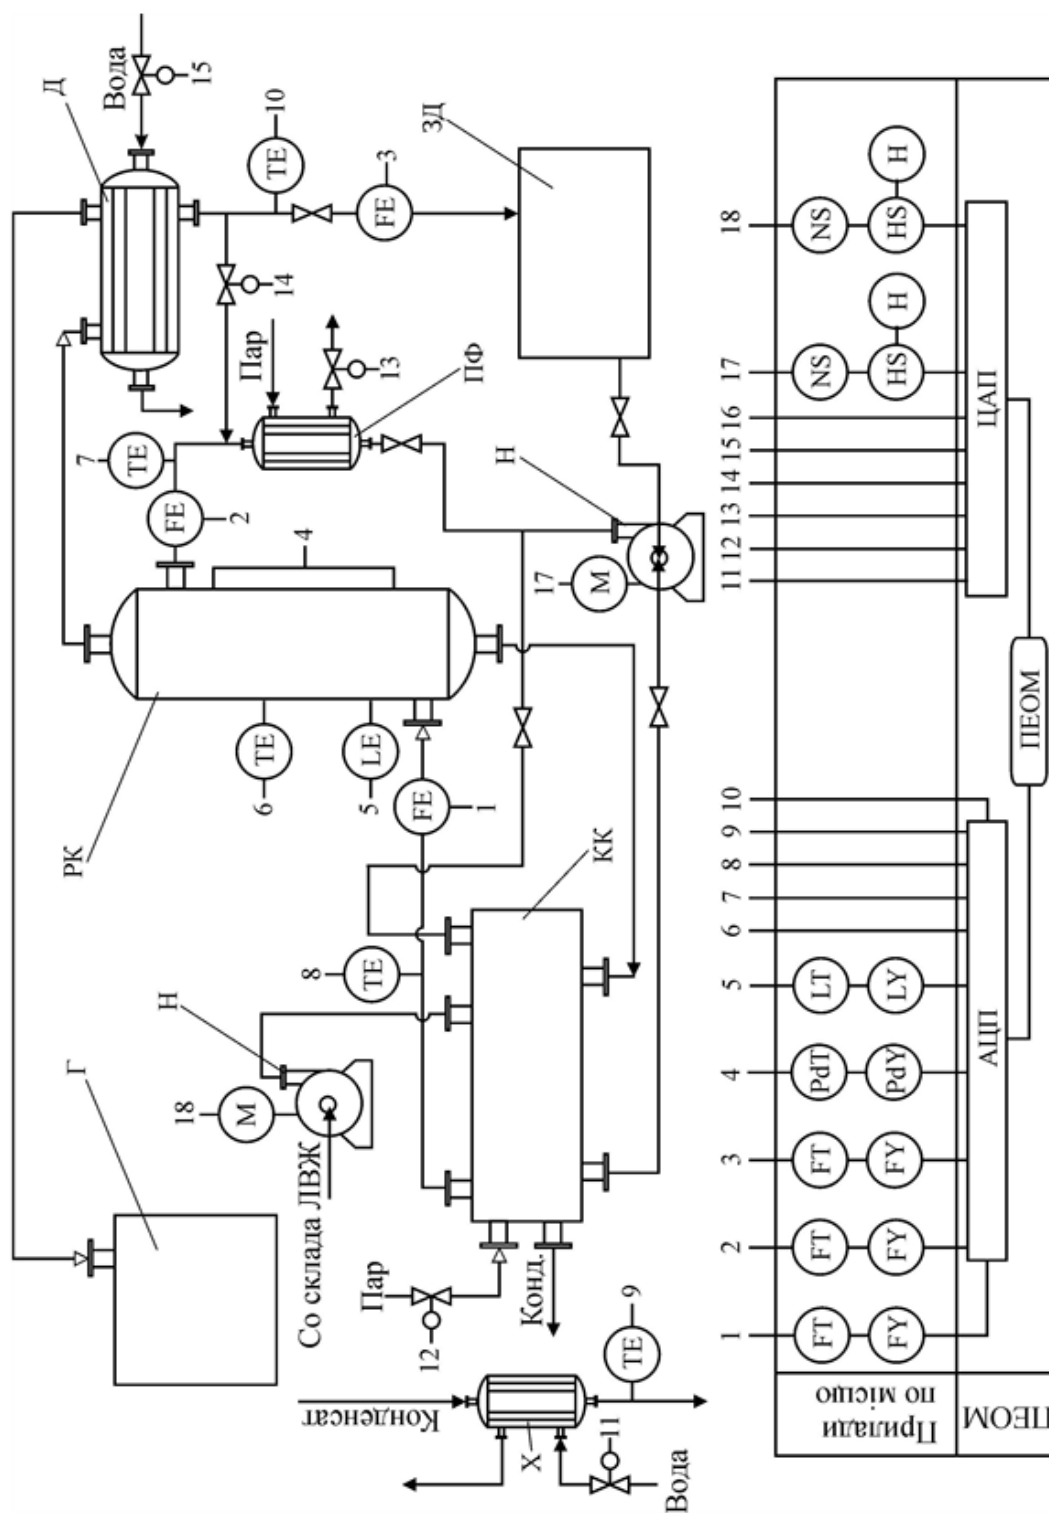 Вода
15
Д
10
TE
3
FE
ЗД
14
Пар
13
ПФ
7
TE
FE
2
4
Н
17
M
РК
TE
6
LE
5
FE
1
КК
8
TE
Н
18
M
Г
Со склада ЛВЖ
Пар
12
Конд.
Конденсат
Х
TE
9
11
Вода
Прилади по місцю
1
2
3
4
5
6
7
8
9
10
11
12
13
14
15
16
17
18
FT
FT
FT
PdT
LT
NS
NS
FY
FY
FY
PdY
LY
HS
H
HS
H
ПЕОМ
АЦП
ЦАП
ПЕОМ